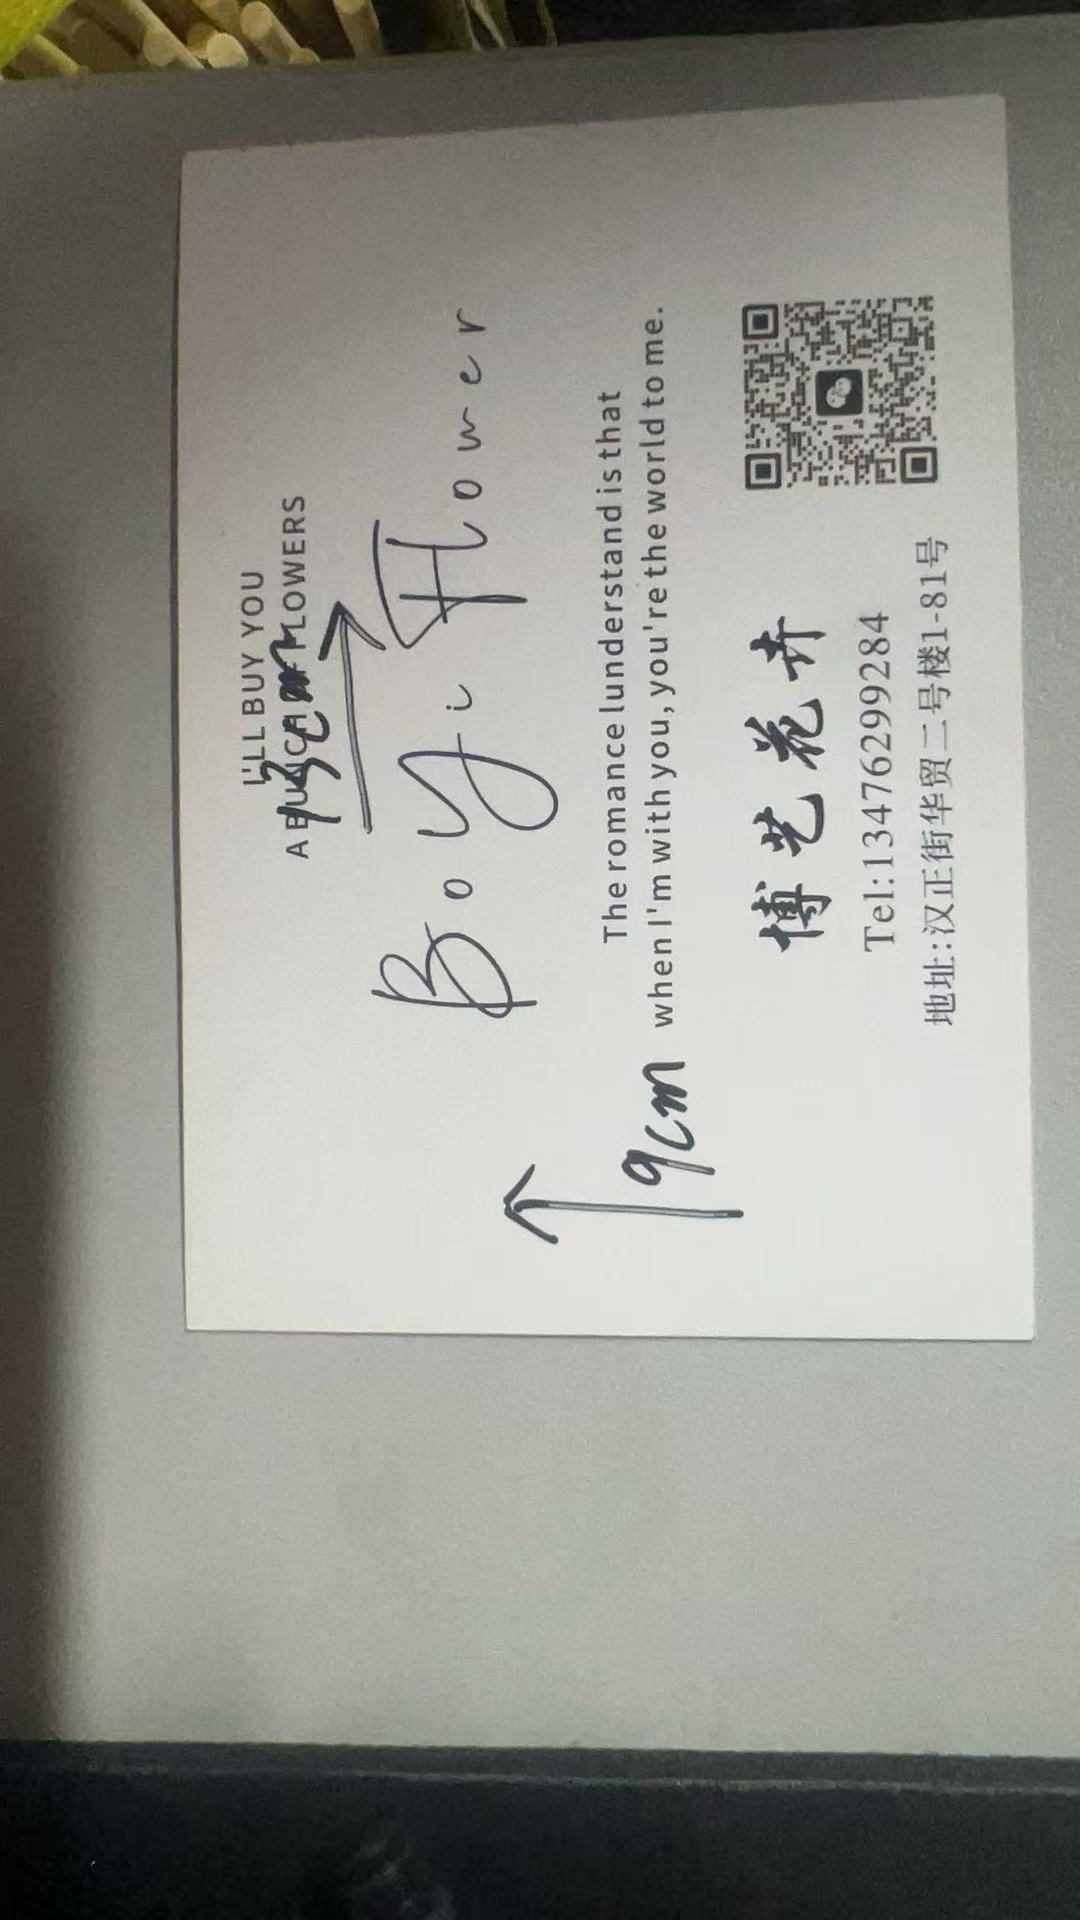 I'LL BUY YOU
A BUNCH OF FLOWERS
13cm
Boyi Flower
The romance I understand is that
when I'm with you, you're the world to me.
9cm
博艺花卉
Tel:13476299284
地址:汉正街华贸二号楼1-81号